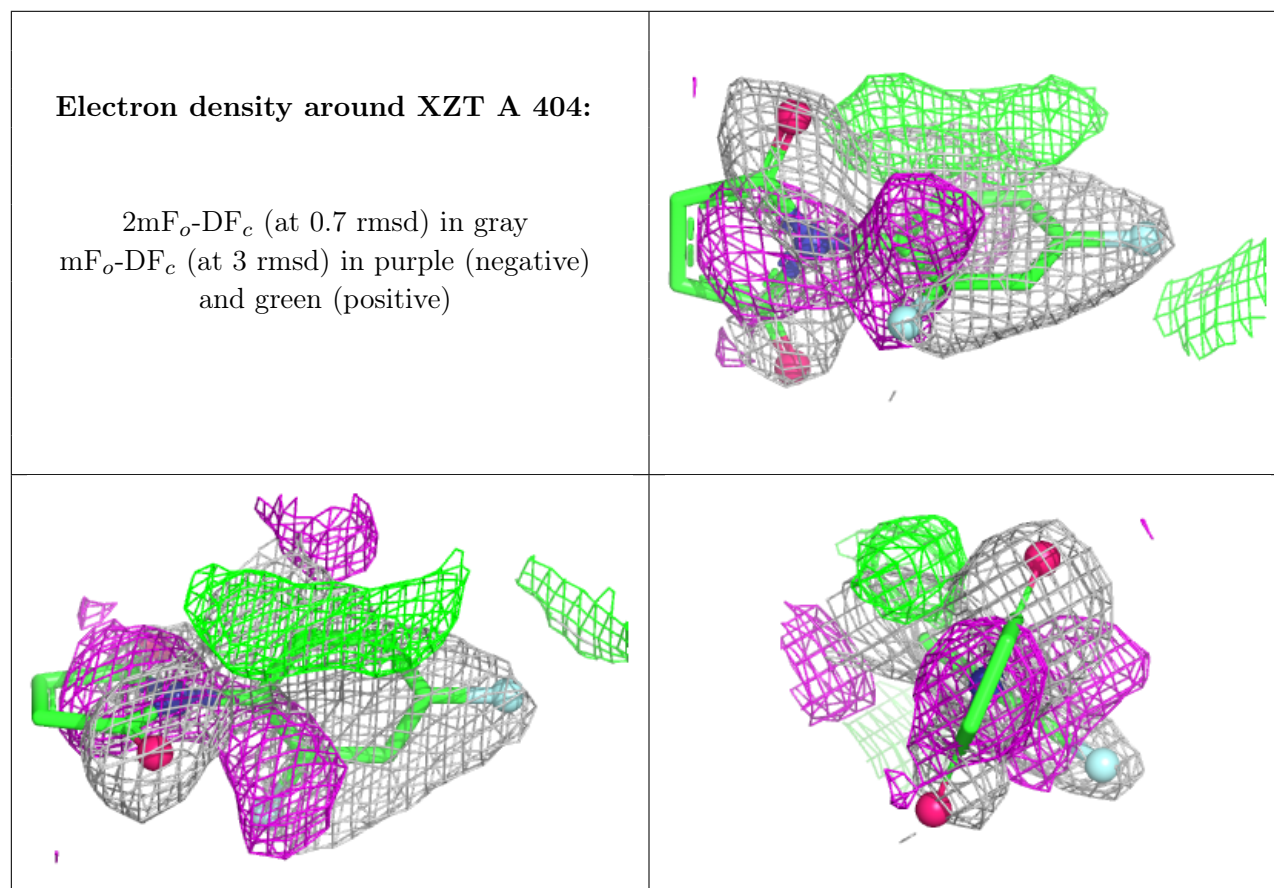 Electron density around XZT A 404:
2mFo-DFc (at 0.7 rmsd) in gray
mFo-DFc (at 3 rmsd) in purple (negative)
and green (positive)